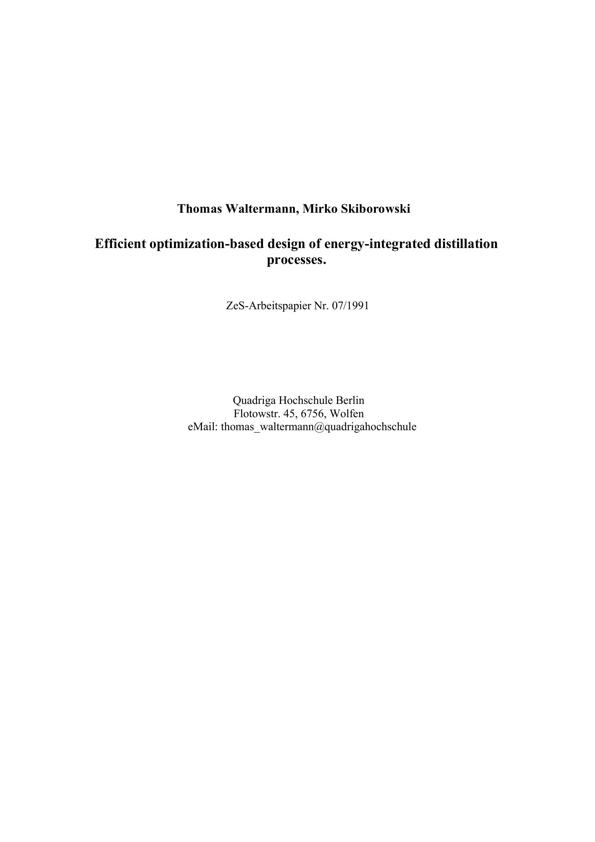 Thomas Waltermann, Mirko Skiborowski
Efficient optimization-based design of energy-integrated distillation
processes.
ZeS-Arbeitspapier Nr. 07/1991
Quadriga Hochschule Berlin
Flotowstr. 45, 6756, Wolfen
eMail: thomas_waltermann@quadrigahochschule